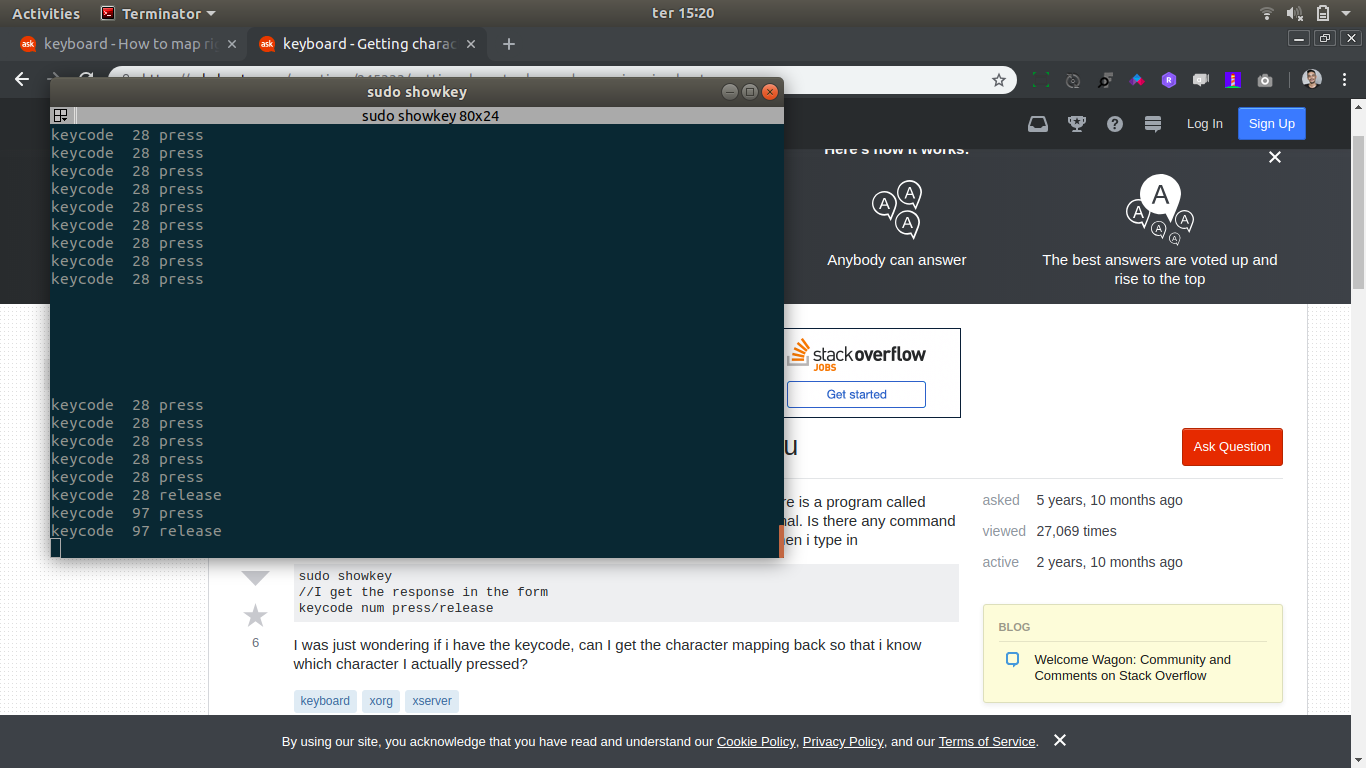 Activities
Terminator
ter 15:20
keyboard - How to map ri
keyboard - Getting charac
sudo showkey
sudo showkey 80x24
keycode  28 press
keycode  28 press
keycode  28 press
keycode  28 press
keycode  28 press
keycode  28 press
keycode  28 press
keycode  28 press
keycode  28 press
keycode  28 press
keycode  28 press
keycode  28 press
keycode  28 press
keycode  28 press
keycode  28 release
keycode  97 press
keycode  97 release
Log In
Sign Up
Here's how it works:
A
A
A
Anybody can answer
A
A
A
A
A
The best answers are voted up and
rise to the top
stackoverflow
JOBS
Get started
u
Ask Question
re is a program called
nal. Is there any command
en i type in
sudo showkey
//I get the response in the form
keycode num press/release
6
I was just wondering if i have the keycode, can I get the character mapping back so that i know
which character I actually pressed?
keyboard xorg xserver
asked 5 years, 10 months ago
viewed 27,069 times
active 2 years, 10 months ago
BLOG
Welcome Wagon: Community and
Comments on Stack Overflow
By using our site, you acknowledge that you have read and understand our Cookie Policy, Privacy Policy, and our Terms of Service.